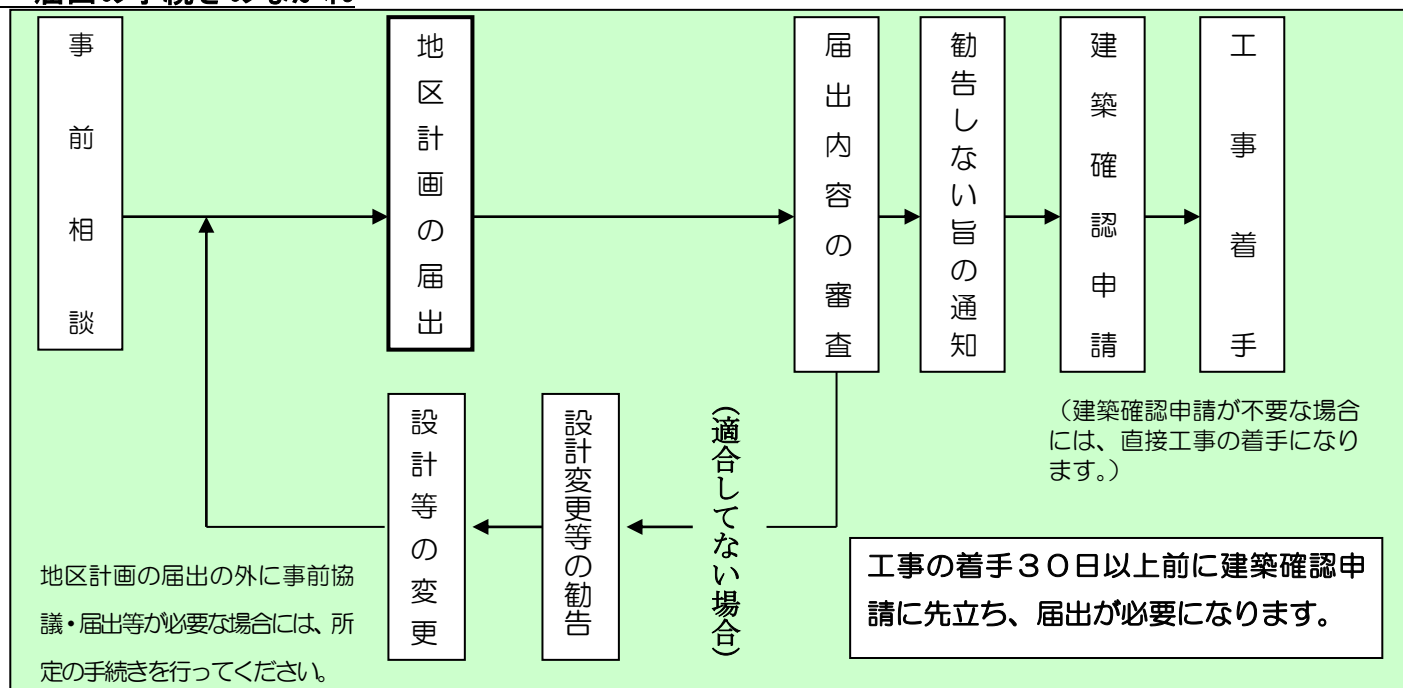 届出の手続きのながれ
事前相談
地区計画の届出
届出内容の審査
勧告しない旨の通知
建築確認申請
工事着手
（建築確認申請が不要な場合
には、直接工事の着手になり
ます。）
（適合してない場合）
設計変更等の勧告
設計等の変更
工事の着手３０日以上前に建築確認申
請に先立ち、届出が必要になります。
地区計画の届出の外に事前協
議・届出等が必要な場合には、所
定の手続きを行ってください。